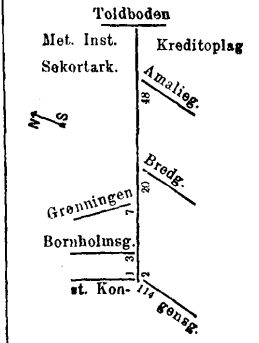 Toldboden
Met. Inst. Kreditoplag
Søkortark.
Amalieg.
48
N
S
Bredg.
20
Grønningen
7
Bornholmsg.
3
1 2
st. Kon- 114 gensg.